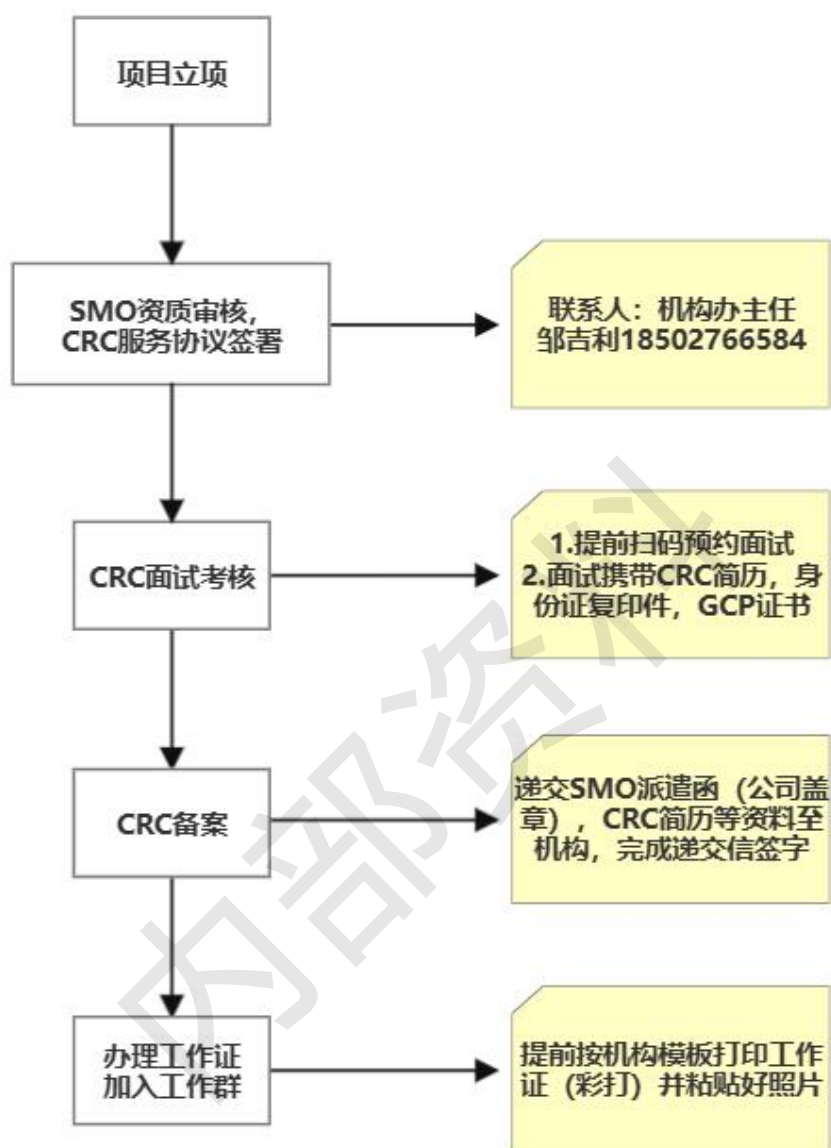 项目立项
SMO资质审核，
CRC服务协议签署
联系人：机构办主任
邹吉利18502766584
CRC面试考核
1.提前扫码预约面试
2.面试携带CRC简历，身
份证复印件，GCP证书
CRC备案
递交SMO派遣函（公司盖
章），CRC简历等资料至
机构，完成递交信签字
办理工作证
加入工作群
提前按机构模板打印工作
证（彩打）并粘贴好照片
内部资料